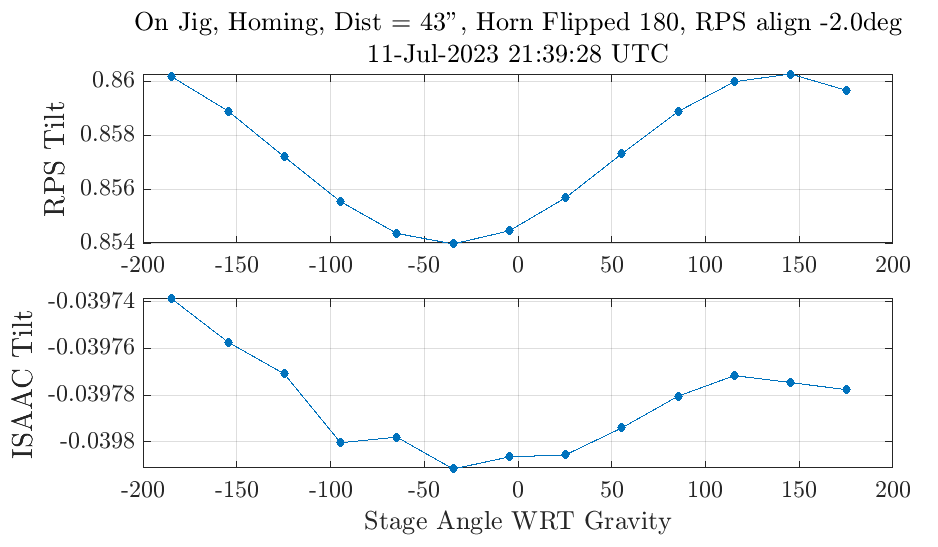 On Jig, Homing, Dist = 43”, Horn Flipped 180, RPS align -2.0deg
11-Jul-2023 21:39:28 UTC
RPS Tilt
0.86
0.858
0.856
0.854
-200 -150 -100 -50 0 50 100 150 200
ISAAC Tilt
-0.03974
-0.03976
-0.03978
-0.0398
-200 -150 -100 -50 0 50 100 150 200
Stage Angle WRT Gravity